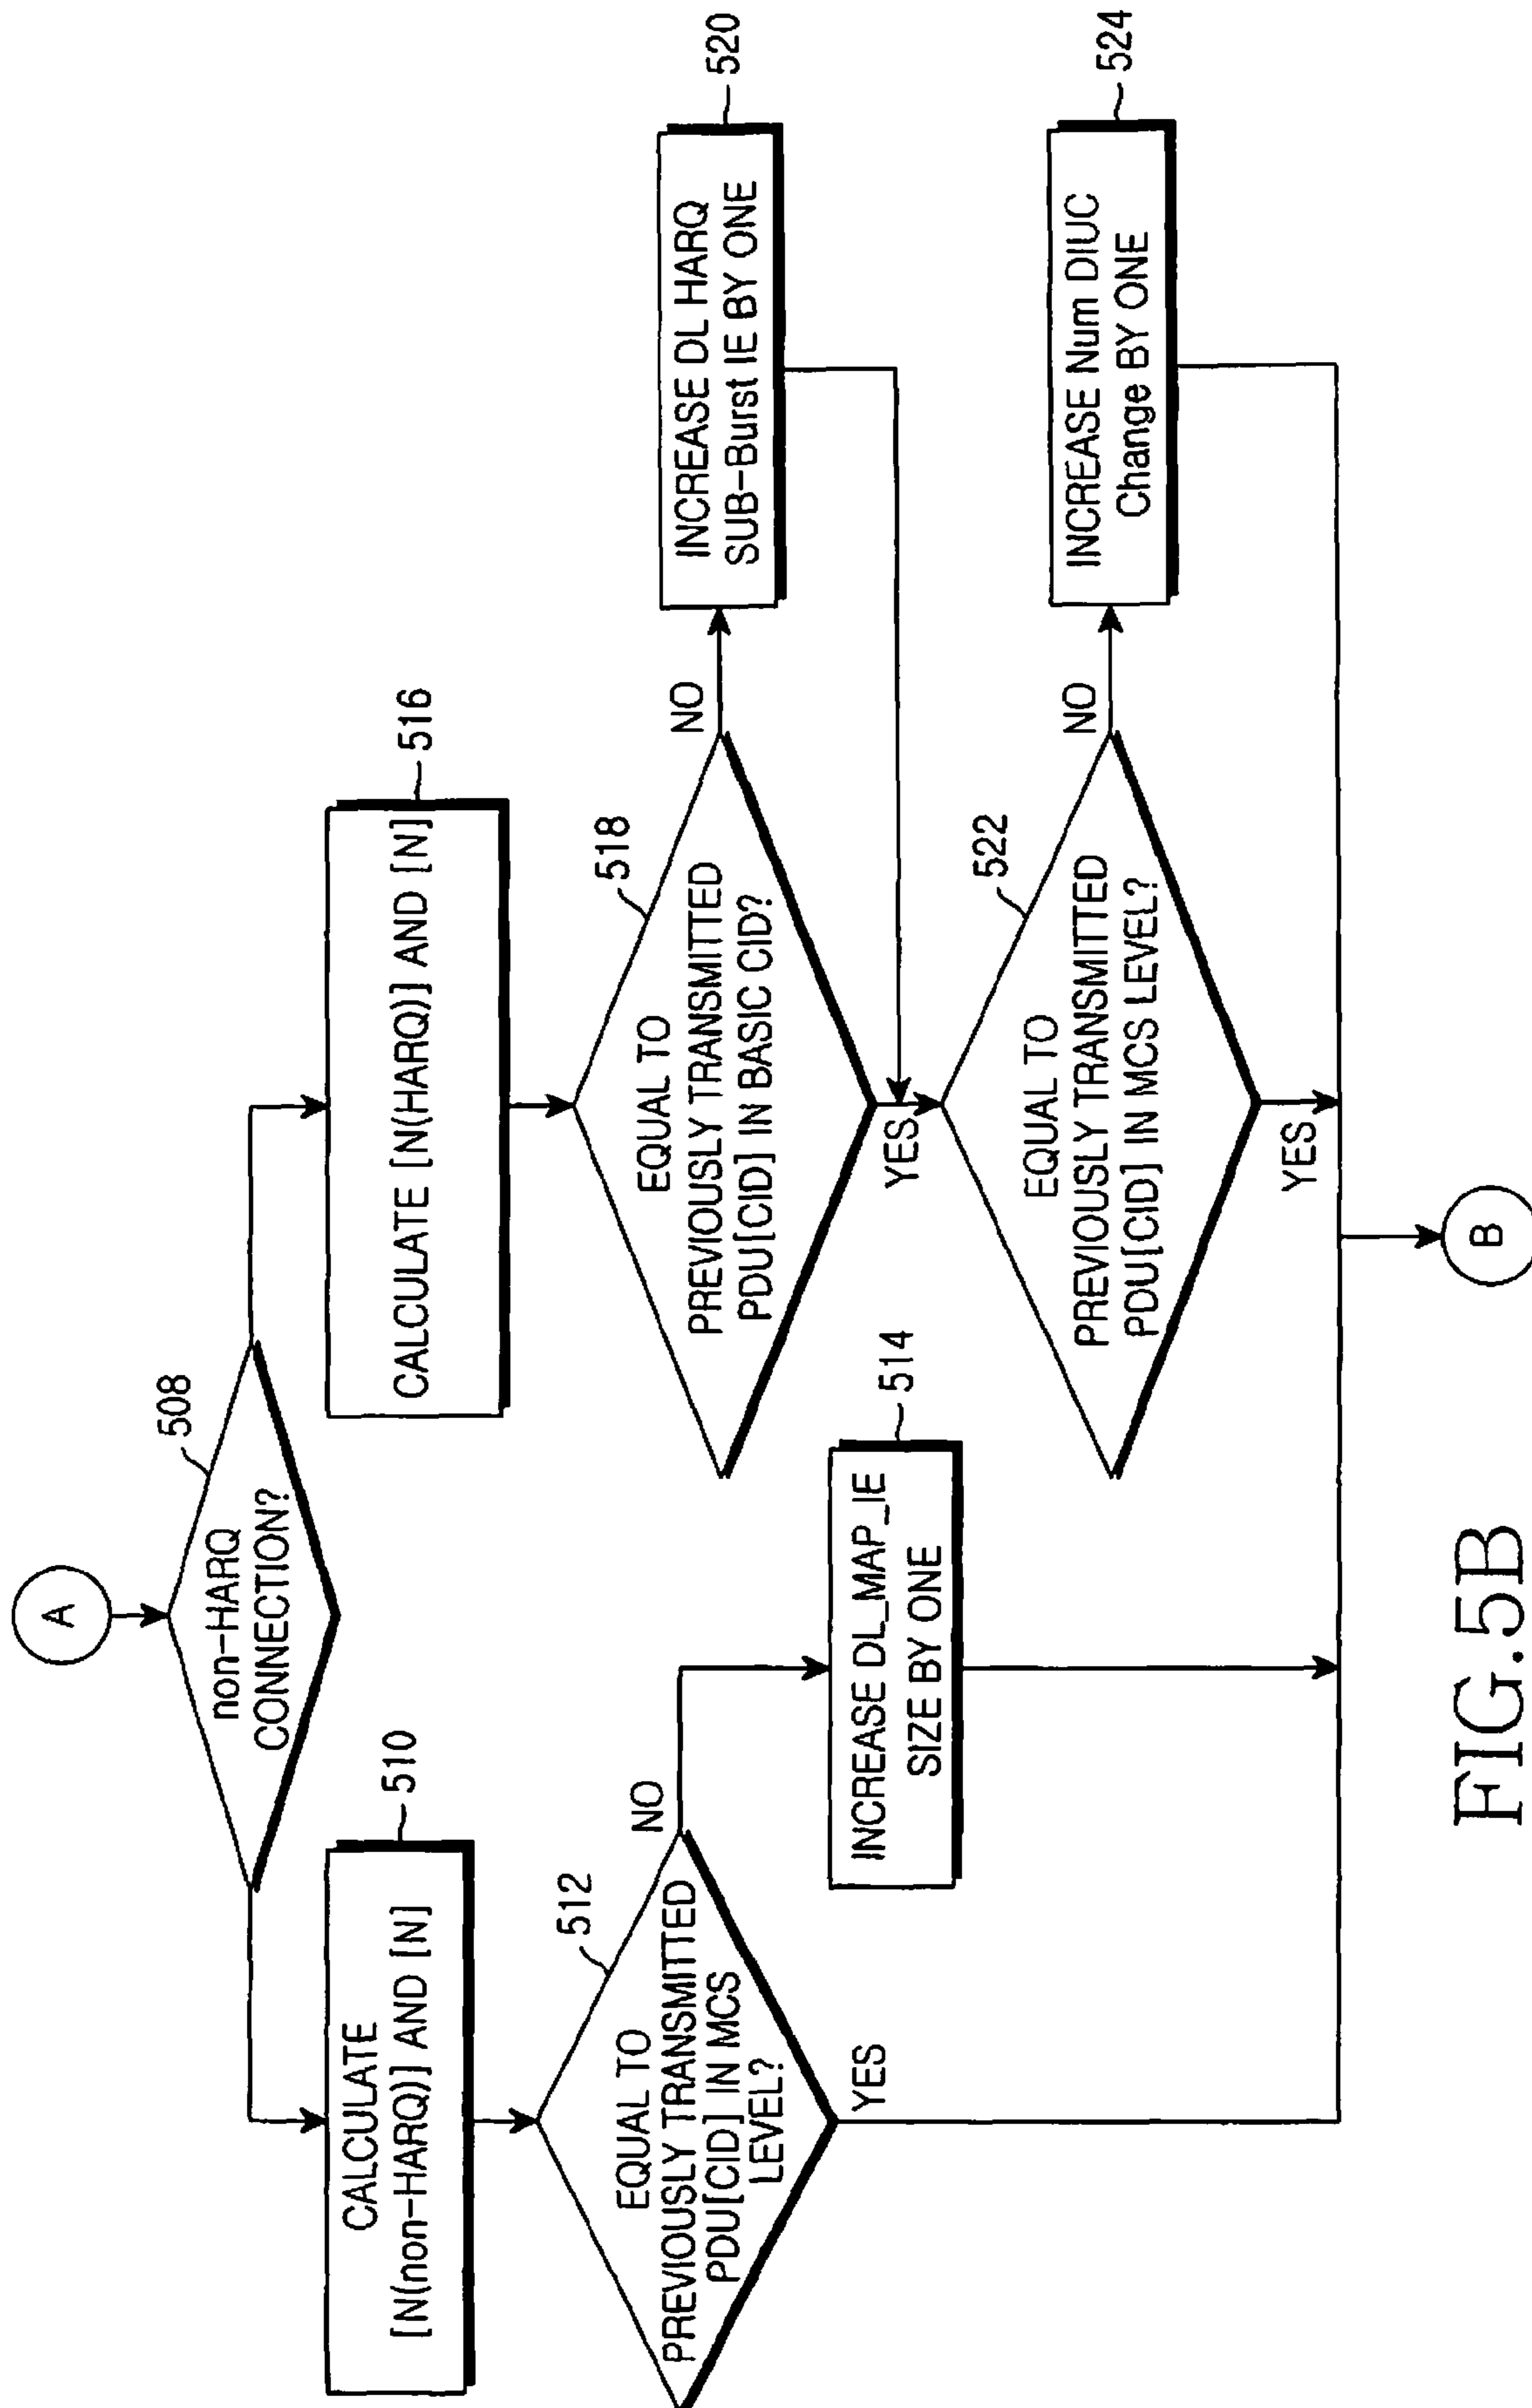 A
508
non-HARQ
CONNECTION?
510
CALCULATE
[N(non-HARQ)] AND [N]
512
EQUAL TO
PREVIOUSLY TRANSMITTED
PDU[CID] IN MCS
LEVEL?
NO
YES
514
INCREASE DL_MAP_IE
SIZE BY ONE
516
CALCULATE [N(HARQ)] AND [N]
518
EQUAL TO
PREVIOUSLY TRANSMITTED
PDU[CID] IN BASIC CID?
NO
YES
520
INCREASE DL HARQ
SUB-Burst IE BY ONE
522
EQUAL TO
PREVIOUSLY TRANSMITTED
PDU[CID] IN MCS LEVEL?
NO
YES
524
INCREASE Num DIUC
Change BY ONE
B
FIG.5B